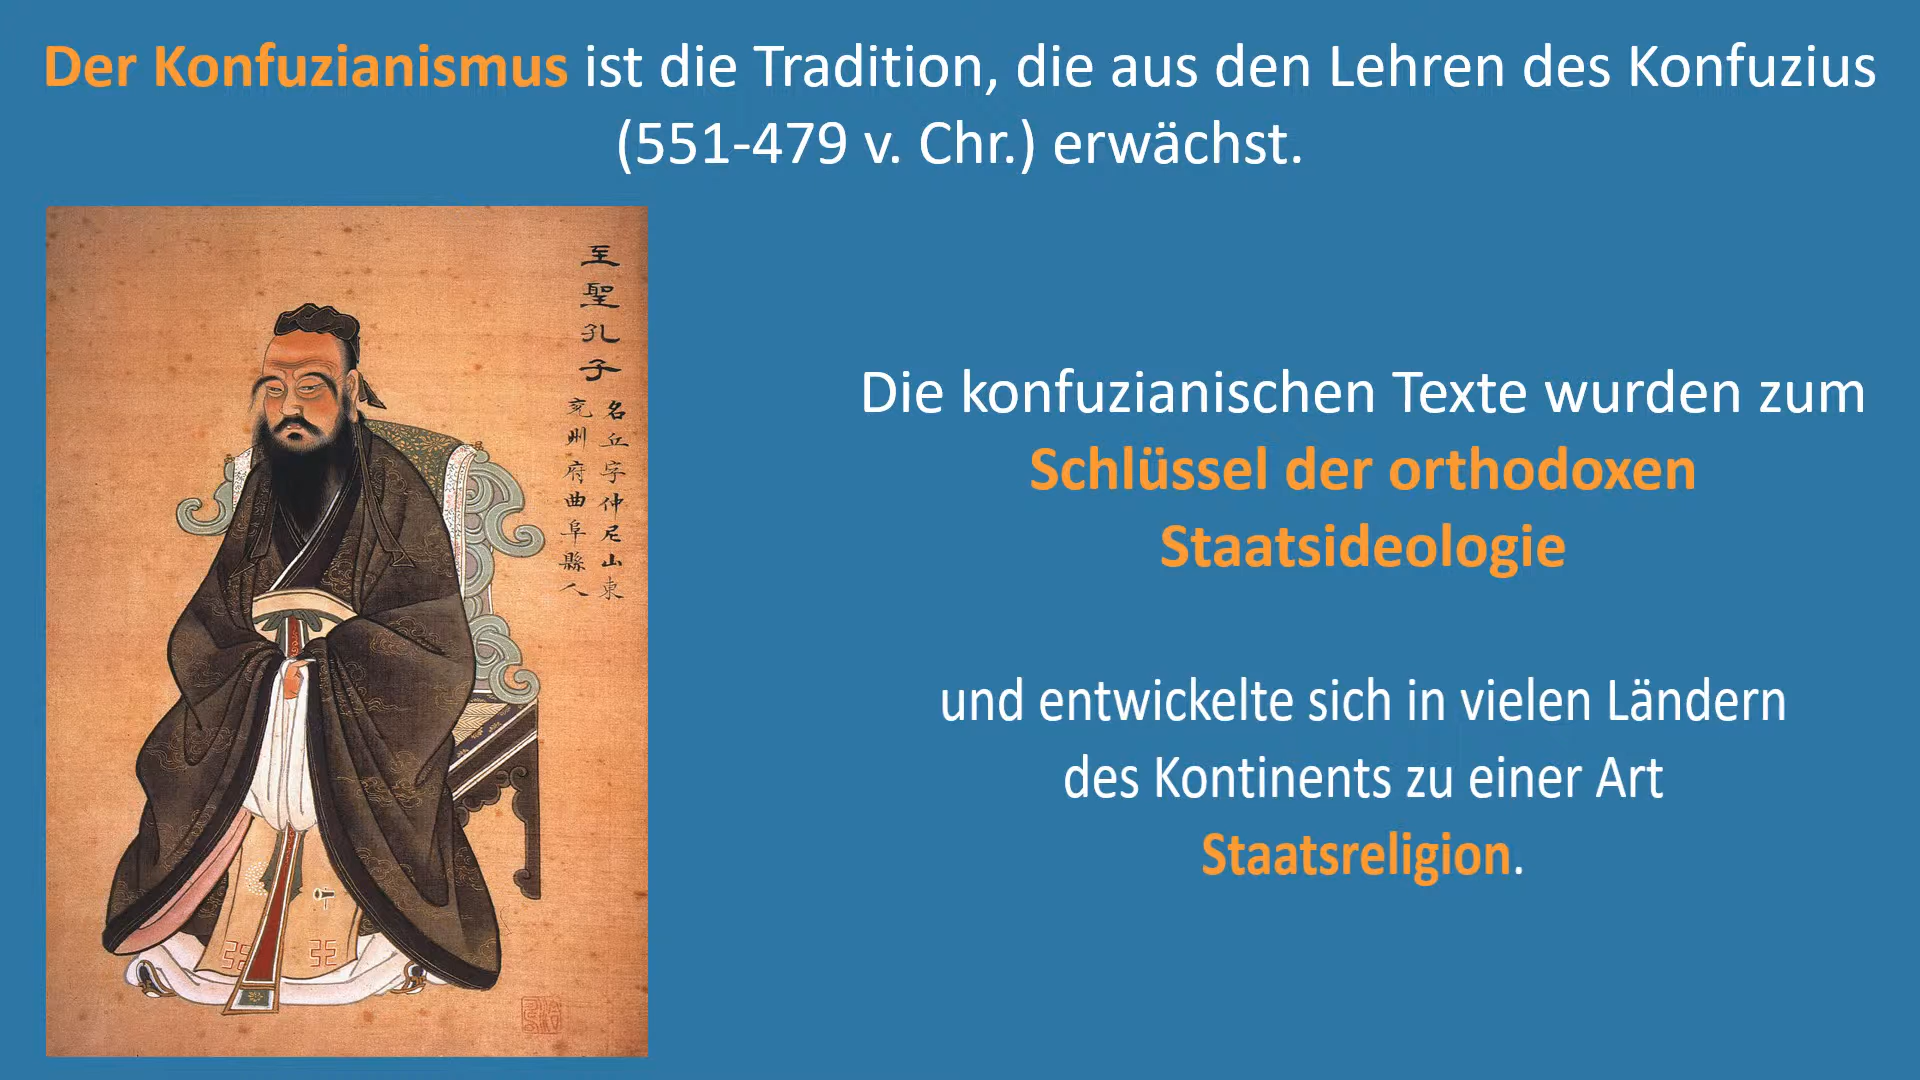 Der Konfuzianismus ist die Tradition, die aus den Lehren des Konfuzius
(551-479 v. Chr.) erwächst.
至聖孔子
名丘字仲尼山東
兗州府曲阜縣人
Die konfuzianischen Texte wurden zum
Schlüssel der orthodoxen
Staatsideologie
und entwickelte sich in vielen Ländern
des Kontinents zu einer Art
Staatsreligion.